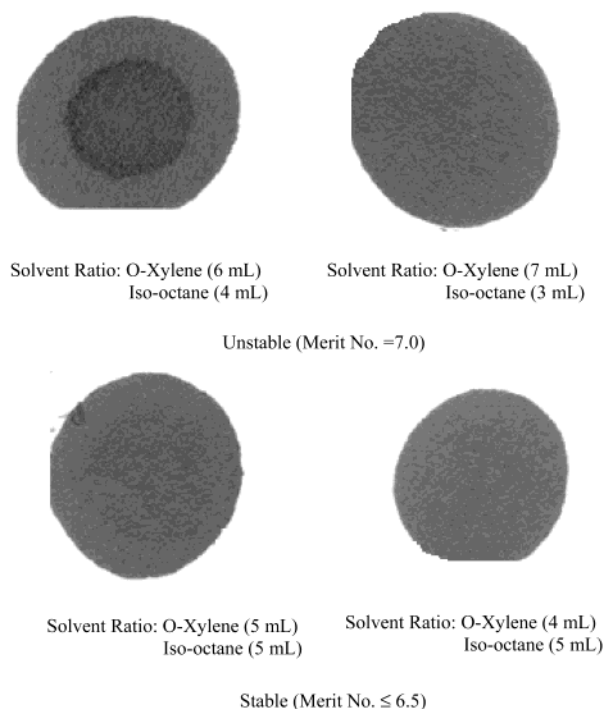 Solvent Ratio: O-Xylene (6 mL)
Iso-octane (4 mL)
Solvent Ratio: O-Xylene (7 mL)
Iso-octane (3 mL)
Unstable (Merit No. =7.0)
Solvent Ratio: O-Xylene (5 mL)
Iso-octane (5 mL)
Solvent Ratio: O-Xylene (4 mL)
Iso-octane (5 mL)
Stable (Merit No. ≤ 6.5)